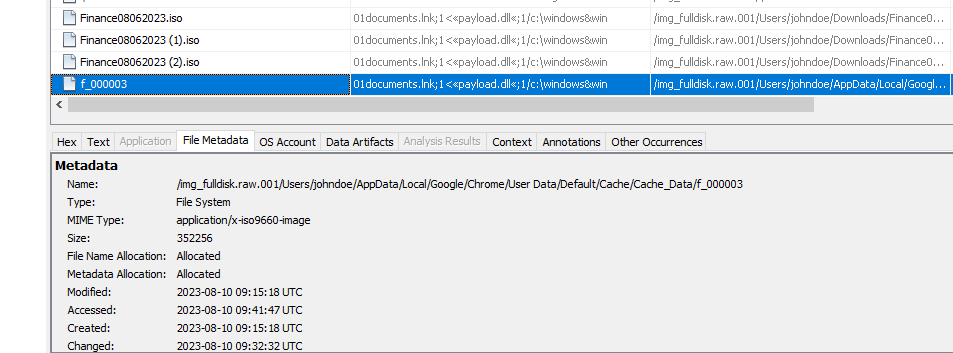 Finance08062023.iso 01documents.lnk;1<<payload.dll«;1/c:\windows&win /img_fulldisk.raw.001/Users/johndoe/Downloads/Finance0...
Finance08062023 (1).iso 01documents.lnk;1<<payload.dll«;1/c:\windows&win /img_fulldisk.raw.001/Users/johndoe/Downloads/Finance0...
Finance08062023 (2).iso 01documents.lnk;1<<payload.dll«;1/c:\windows&win /img_fulldisk.raw.001/Users/johndoe/Downloads/Finance0...
f_000003 01documents.lnk;1<<payload.dll«;1/c:\windows&win /img_fulldisk.raw.001/Users/johndoe/AppData/Local/Googl...
Hex Text Application File Metadata OS Account Data Artifacts Analysis Results Context Annotations Other Occurrences
Metadata
Name: /img_fulldisk.raw.001/Users/johndoe/AppData/Local/Google/Chrome/User Data/Default/Cache/Cache_Data/f_000003
Type: File System
MIME Type: application/x-iso9660-image
Size: 352256
File Name Allocation: Allocated
Metadata Allocation: Allocated
Modified: 2023-08-10 09:15:18 UTC
Accessed: 2023-08-10 09:41:47 UTC
Created: 2023-08-10 09:15:18 UTC
Changed: 2023-08-10 09:32:32 UTC